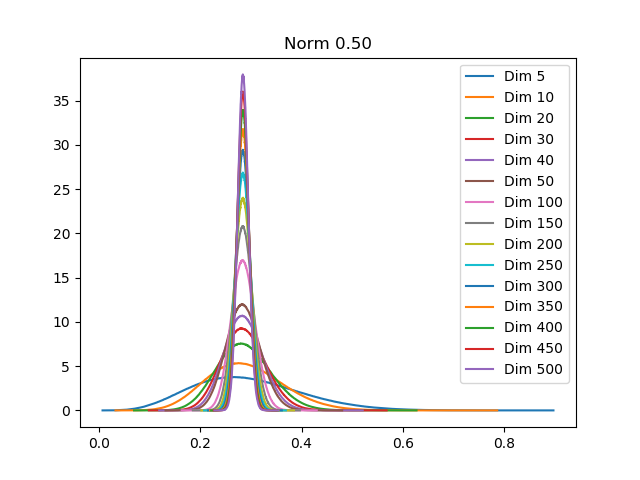 Norm 0.50
35
30
25
20
15
10
5
0
0.0 0.2 0.4 0.6 0.8
Dim 5
Dim 10
Dim 20
Dim 30
Dim 40
Dim 50
Dim 100
Dim 150
Dim 200
Dim 250
Dim 300
Dim 350
Dim 400
Dim 450
Dim 500